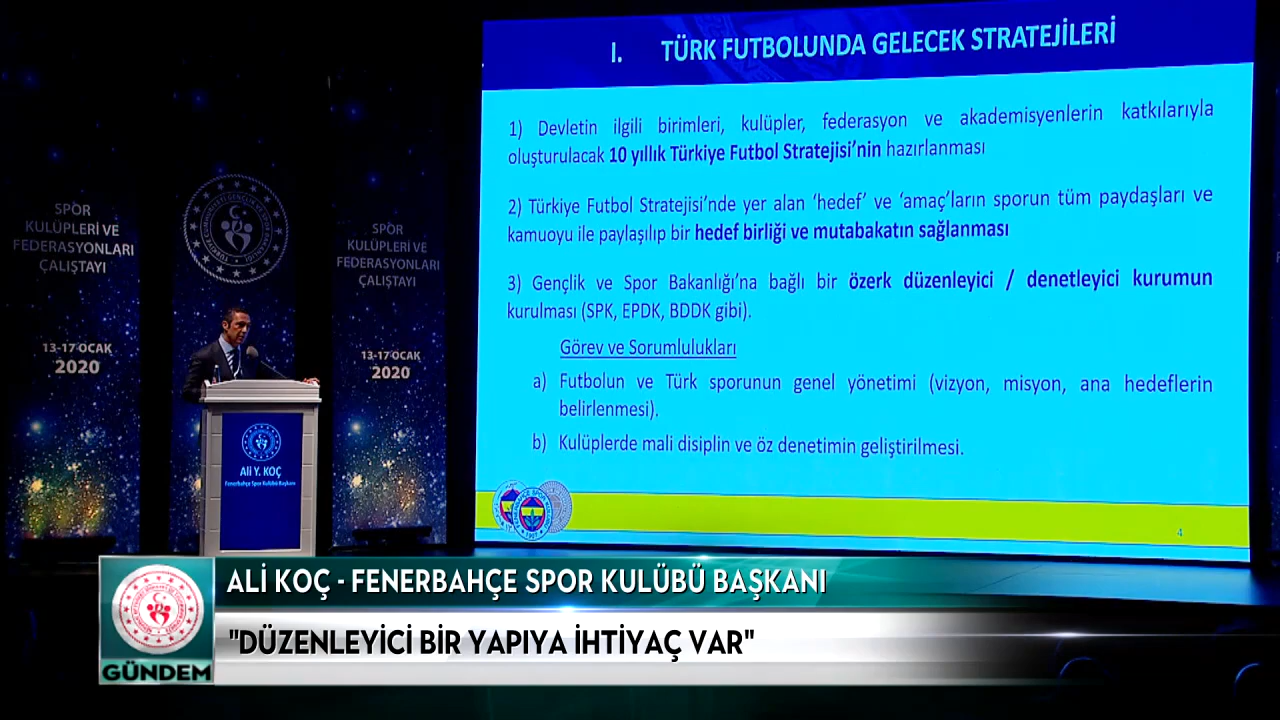 I. TÜRK FUTBOLUNDA GELECEK STRATEJİLERİ
1) Devletin ilgili birimleri, kulüpler, federasyon ve akademisyenlerin katkılarıyla
oluşturulacak 10 yıllık Türkiye Futbol Stratejisi’nin hazırlanması
2) Türkiye Futbol Stratejisi’nde yer alan ‘hedef’ ve ‘amaç’ların sporun tüm paydaşları ve
kamuoyu ile paylaşılıp bir hedef birliği ve mutabakatın sağlanması
3) Gençlik ve Spor Bakanlığı’na bağlı bir özerk düzenleyici / denetleyici kurumun
kurulması (SPK, EPDK, BDDK gibi).
Görev ve Sorumlulukları
a) Futbolun ve Türk sporunun genel yönetimi (vizyon, misyon, ana hedeflerin
belirlenmesi).
b) Kulüplerde mali disiplin ve öz denetimin geliştirilmesi.
4
SPOR
KULÜPLERİ VE
FEDERASYONLARI
ÇALIŞTAYI
13-17 OCAK
2020
SPOR
KULÜPLERİ VE
FEDERASYONLARI
ÇALIŞTAYI
13-17 OCAK
2020
Ali Y. KOÇ
Fenerbahçe Spor Kulübü Başkanı
ALİ KOÇ - FENERBAHÇE SPOR KULÜBÜ BAŞKANI
"DÜZENLEYİCİ BİR YAPIYA İHTİYAÇ VAR"
GÜNDEM